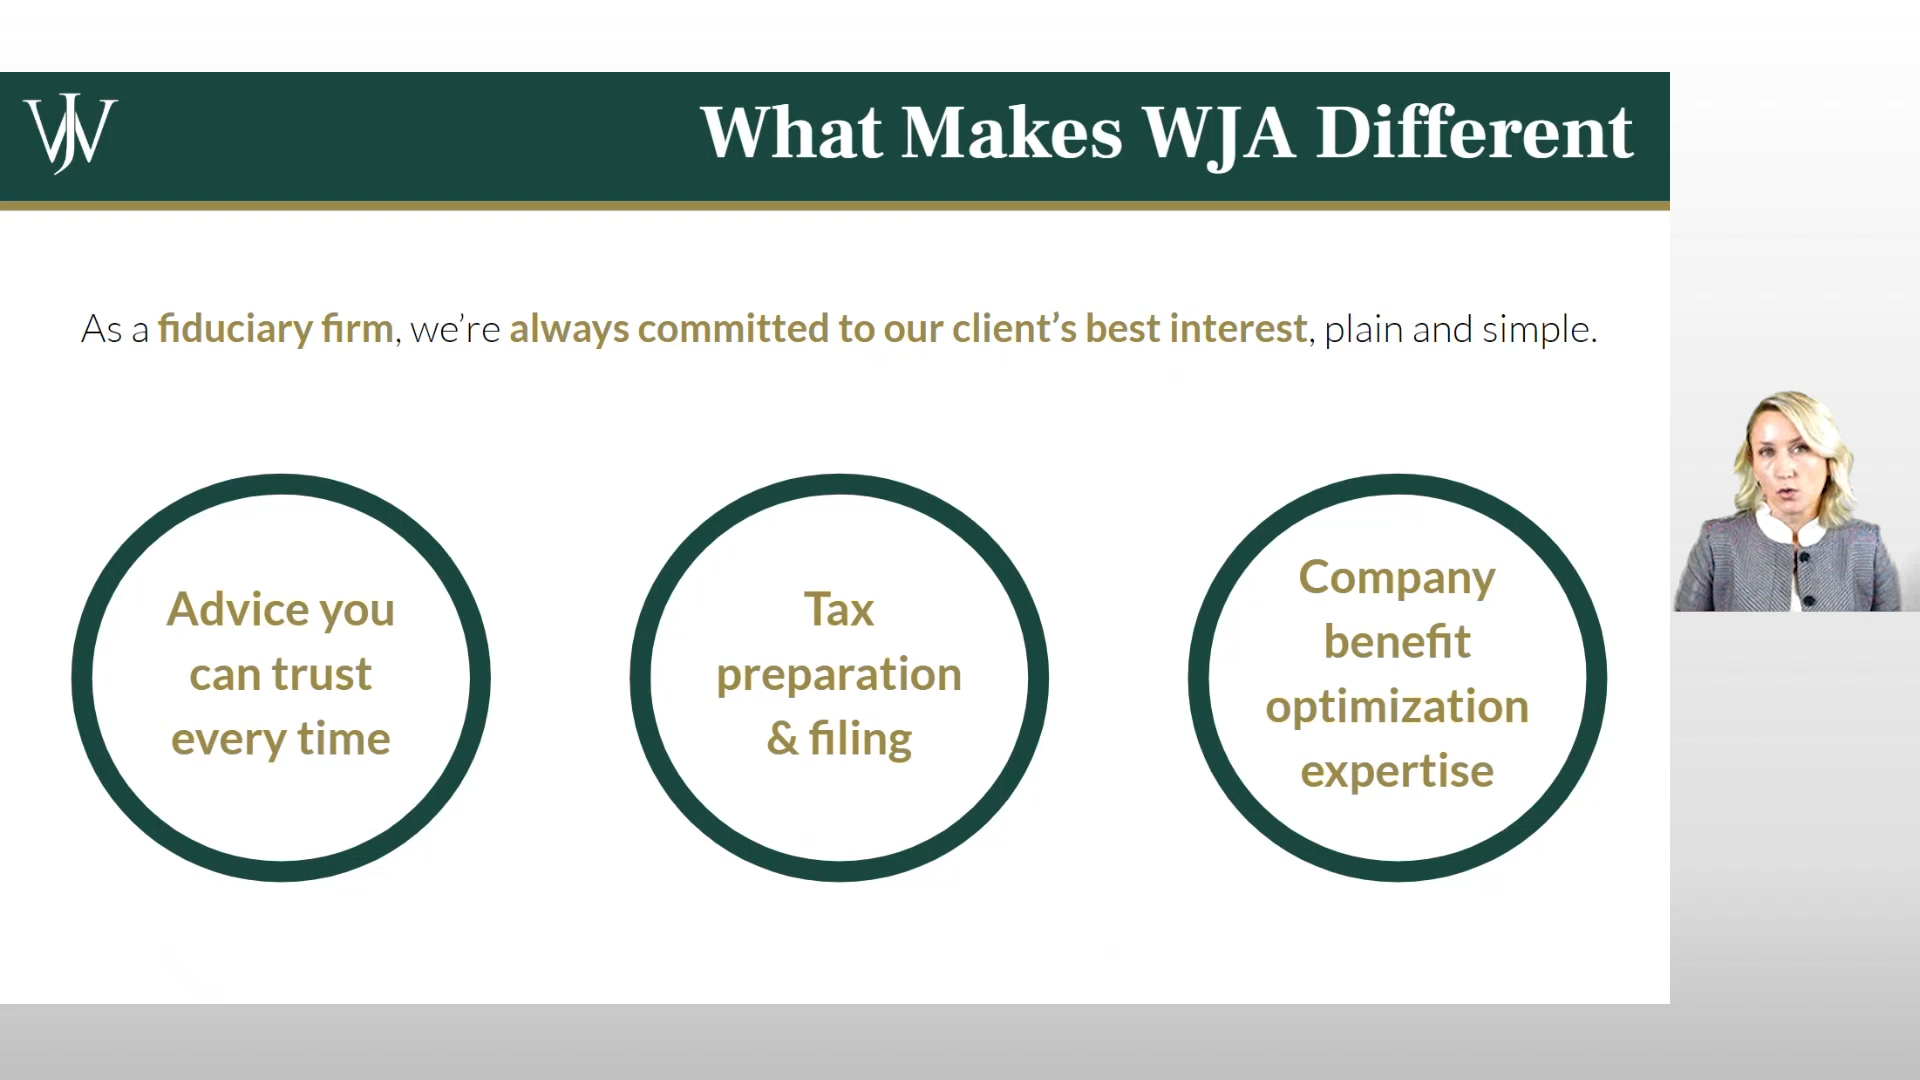 WJ
What Makes WJA Different
As a fiduciary firm, we’re always committed to our client’s best interest, plain and simple.
Advice you
can trust
every time
Tax
preparation
& filing
Company
benefit
optimization
expertise